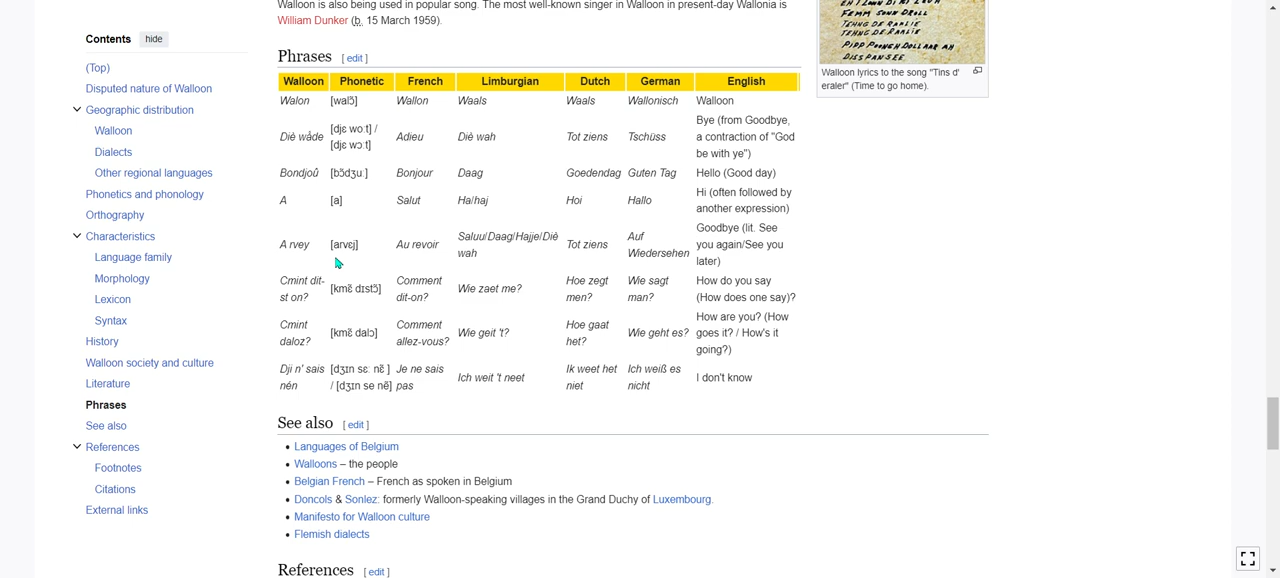 Walloon is also being used in popular song. The most well-known singer in Walloon in present-day Wallonia is
William Dunker (b. 15 March 1959).
Contents hide
(Top)
Disputed nature of Walloon
Geographic distribution
Walloon
Dialects
Other regional languages
Phonetics and phonology
Orthography
Characteristics
Language family
Morphology
Lexicon
Syntax
History
Walloon society and culture
Literature
Phrases
See also
References
Footnotes
Citations
External links
Phrases [ edit ]
Walloon Phonetic French Limburgian Dutch German English
Walon [walɔ̃] Wallon Waals Waals Wallonisch Walloon
Diè wåde [djɛ woːt] / [djɛ wɔːt] Adieu Diè wah Tot ziens Tschüss Bye (from Goodbye, a contraction of "God be with ye")
Bondjoû [bɔ̃dʒuː] Bonjour Daag Goedendag Guten Tag Hello (Good day)
A [a] Salut Ha/haj Hoi Hallo Hi (often followed by another expression)
A rvey [arvɛj] Au revoir Saluu/Daag/Hajje/Diè wah Tot ziens Auf Wiedersehen Goodbye (lit. See you again/See you later)
Cmint dit-st on? [kmɛ̃ dɪstɔ̃] Comment dit-on? Wie zaet me? Hoe zegt men? Wie sagt man? How do you say (How does one say)?
Cmint daloz? [kmɛ̃ dalɔ] Comment allez-vous? Wie geit 't? Hoe gaat het? Wie geht es? How are you? (How goes it? / How's it going?)
Dji n' sais nén [dʒɪn sɛː nɛ̃ ] / [dʒɪn se nẽ] Je ne sais pas Ich weit 't neet Ik weet het niet Ich weiß es nicht I don't know
See also [ edit ]
Languages of Belgium
Walloons – the people
Belgian French – French as spoken in Belgium
Doncols & Sonlez: formerly Walloon-speaking villages in the Grand Duchy of Luxembourg.
Manifesto for Walloon culture
Flemish dialects
References [ edit ]
FEMM SONN DROLL
TEHNG DE RAALIE
TEHNG DE RAALIE
Walloon lyrics to the song "Tins d'
eraler" (Time to go home).